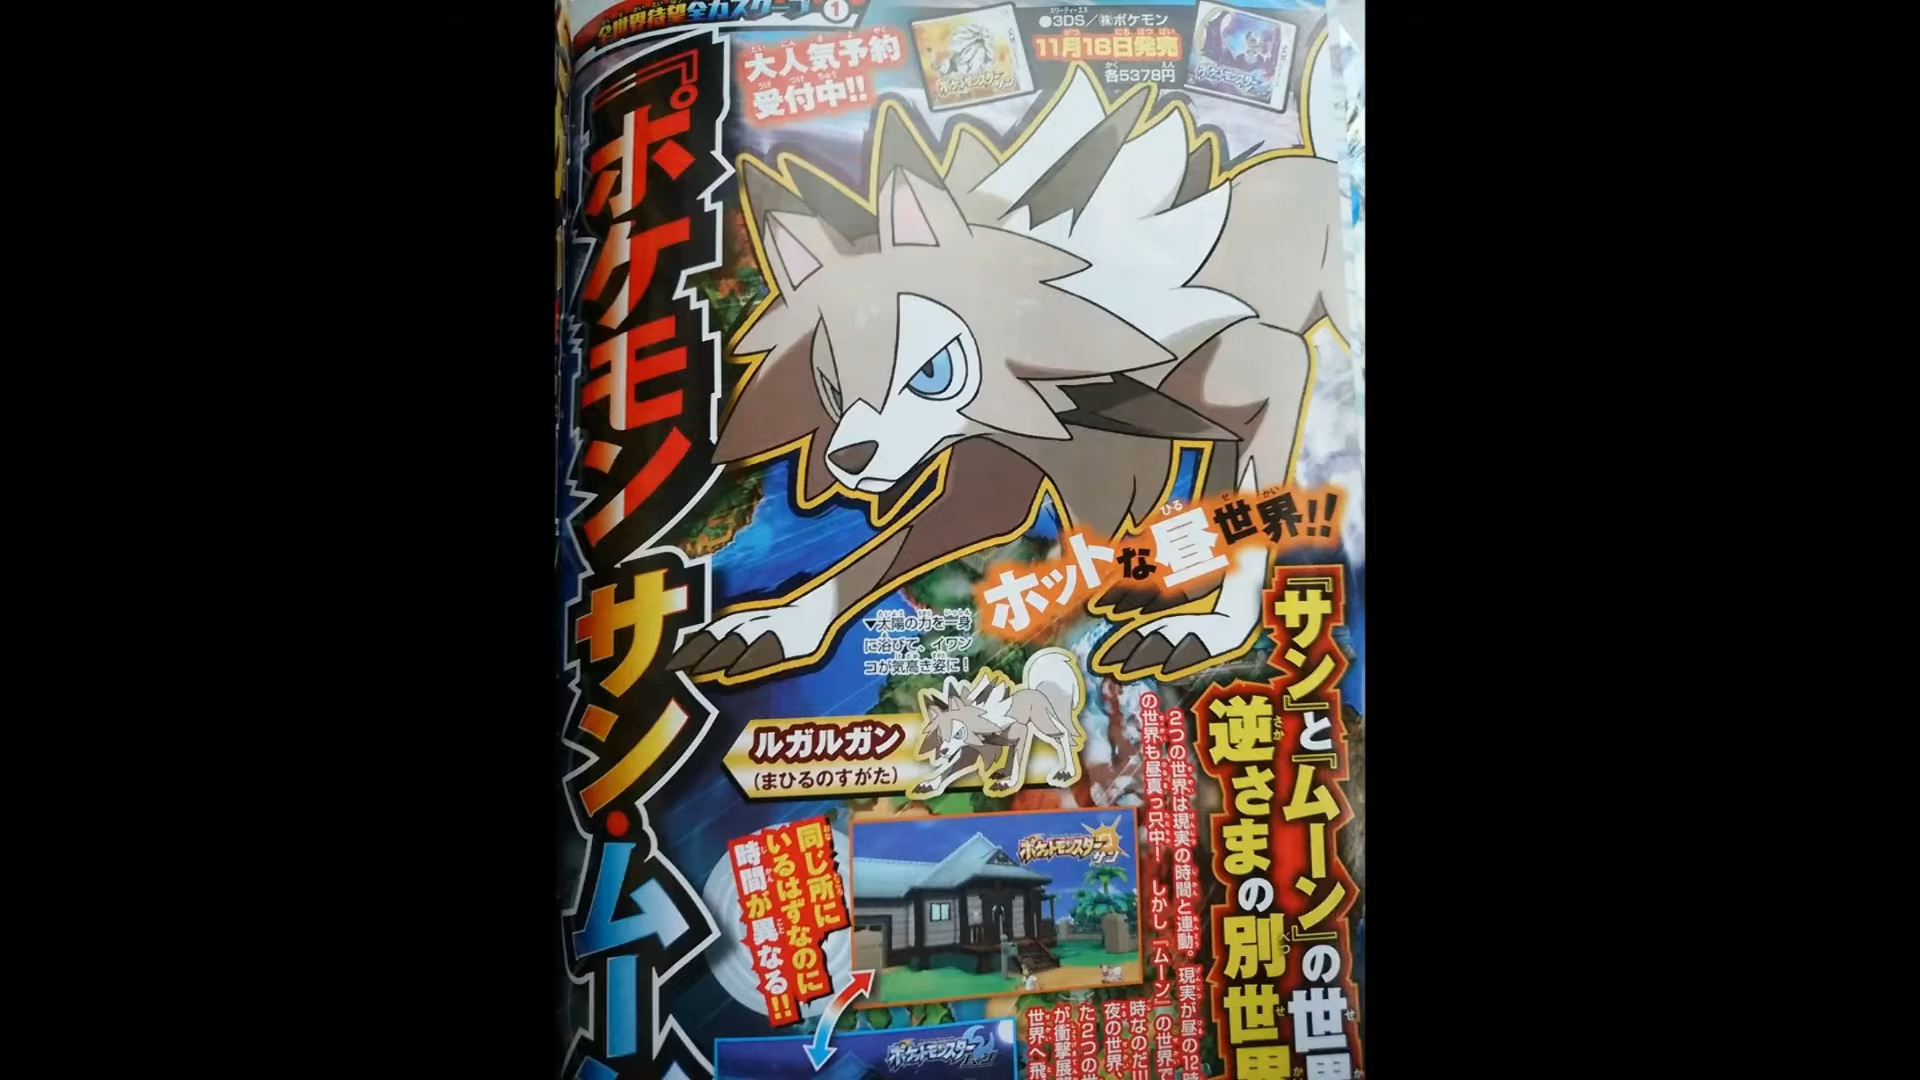 全世界待望全力スクープ①
大人気予約
受付中!!
●3DS/㈱ポケモン
11月18日発売
各5378円
『ポケモン サン・ムーン
ホットな昼世界!!
▼太陽の力を一身
に浴びて、イワン
コが気高き姿に!
ルガルガン
(まひるのすがた)
『サン』と『ムーン』の世界
逆さまの別世界
2つの世界は現実の時間と連動。現実が昼の12時
の世界も昼真っ只中! しかし『ムーン』の世界で
時なのだ!!
夜の世界、
た2つの世
が衝撃展開
世界へ飛
同じ所に
いるはずなのに
時間が異なる!!
ポケットモンスター
サン
ポケットモンスター
ムーン